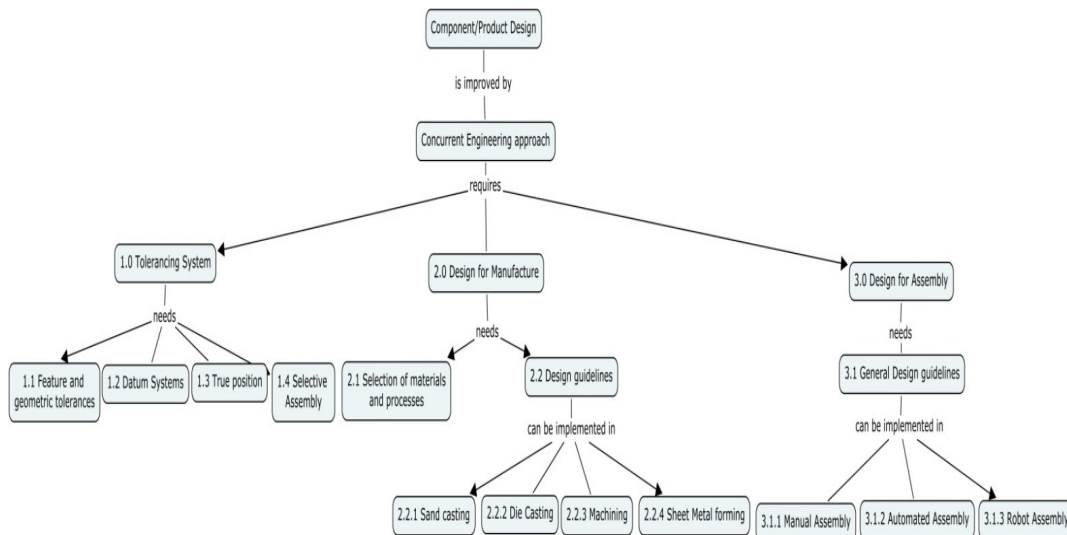 Component/Product Design
is improved by
Concurrent Engineering approach
requires
1.0 Tolerancing System
2.0 Design for Manufacture
3.0 Design for Assembly
needs
needs
needs
1.1 Feature and
geometric tolerances
1.2 Datum Systems
1.3 True position
1.4 Selective
Assembly
2.1 Selection of materials
and processes
2.2 Design guidelines
3.1 General Design guidelines
can be implemented in
can be implemented in
2.2.1 Sand casting
2.2.2 Die Casting
2.2.3 Machining
2.2.4 Sheet Metal forming
3.1.1 Manual Assembly
3.1.2 Automated Assembly
3.1.3 Robot Assembly